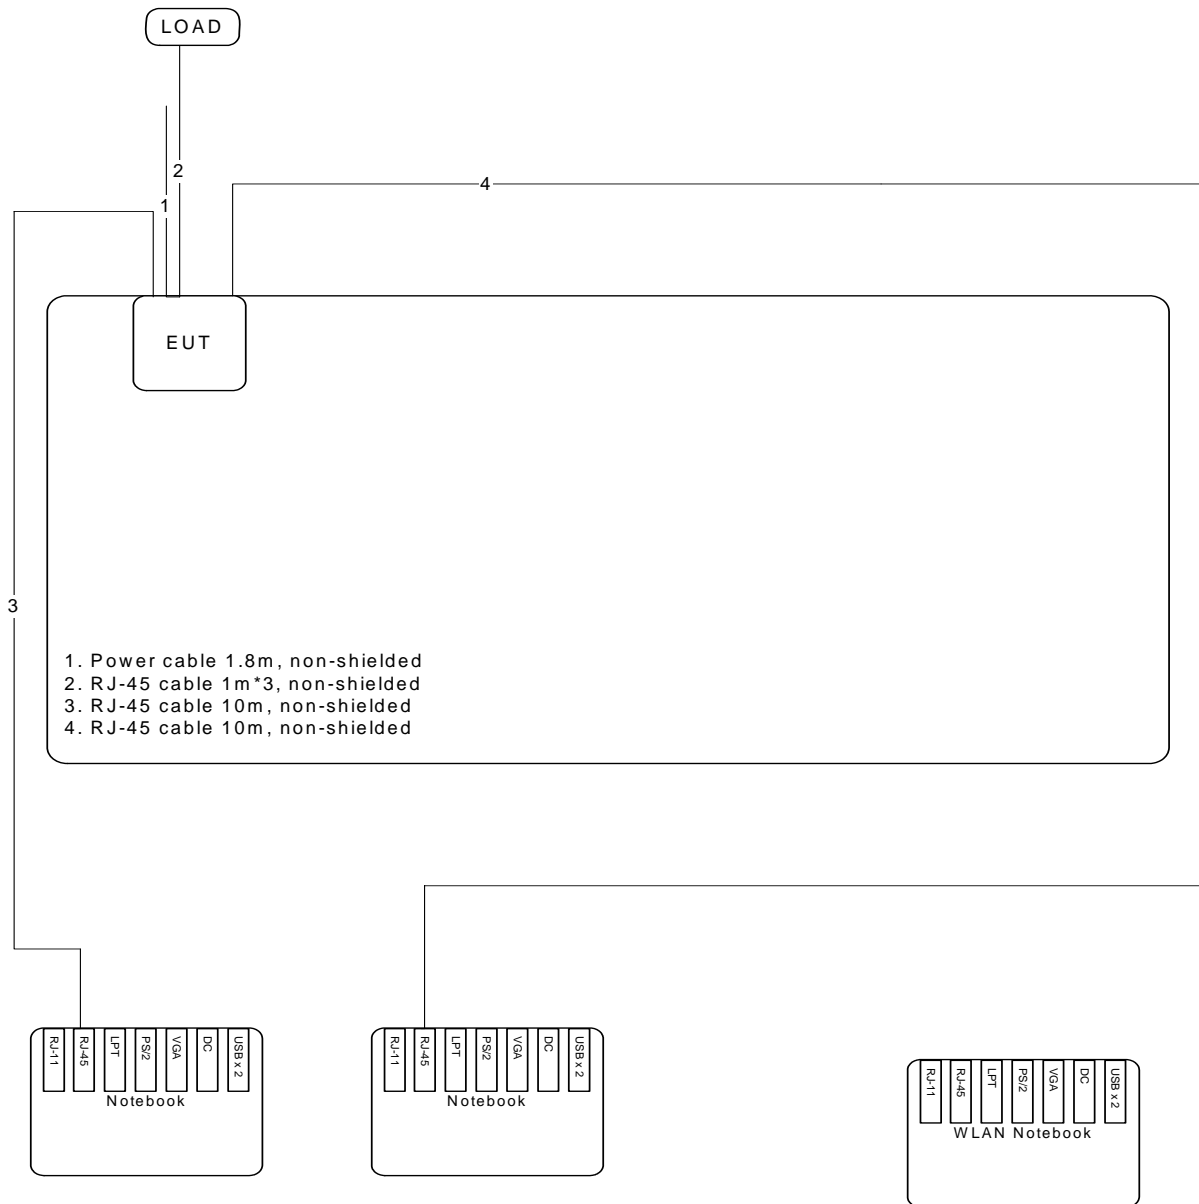 LOAD
2
4
1
EUT
3
1. Power cable 1.8m, non-shielded
2. RJ-45 cable 1m*3, non-shielded
3. RJ-45 cable 10m, non-shielded
4. RJ-45 cable 10m, non-shielded
RJ-11 RJ-45 LPT PS/2 VGA DC USB x 2
Notebook
RJ-11 RJ-45 LPT PS/2 VGA DC USB x 2
Notebook
RJ-11 RJ-45 LPT PS/2 VGA DC USB x 2
WLAN Notebook